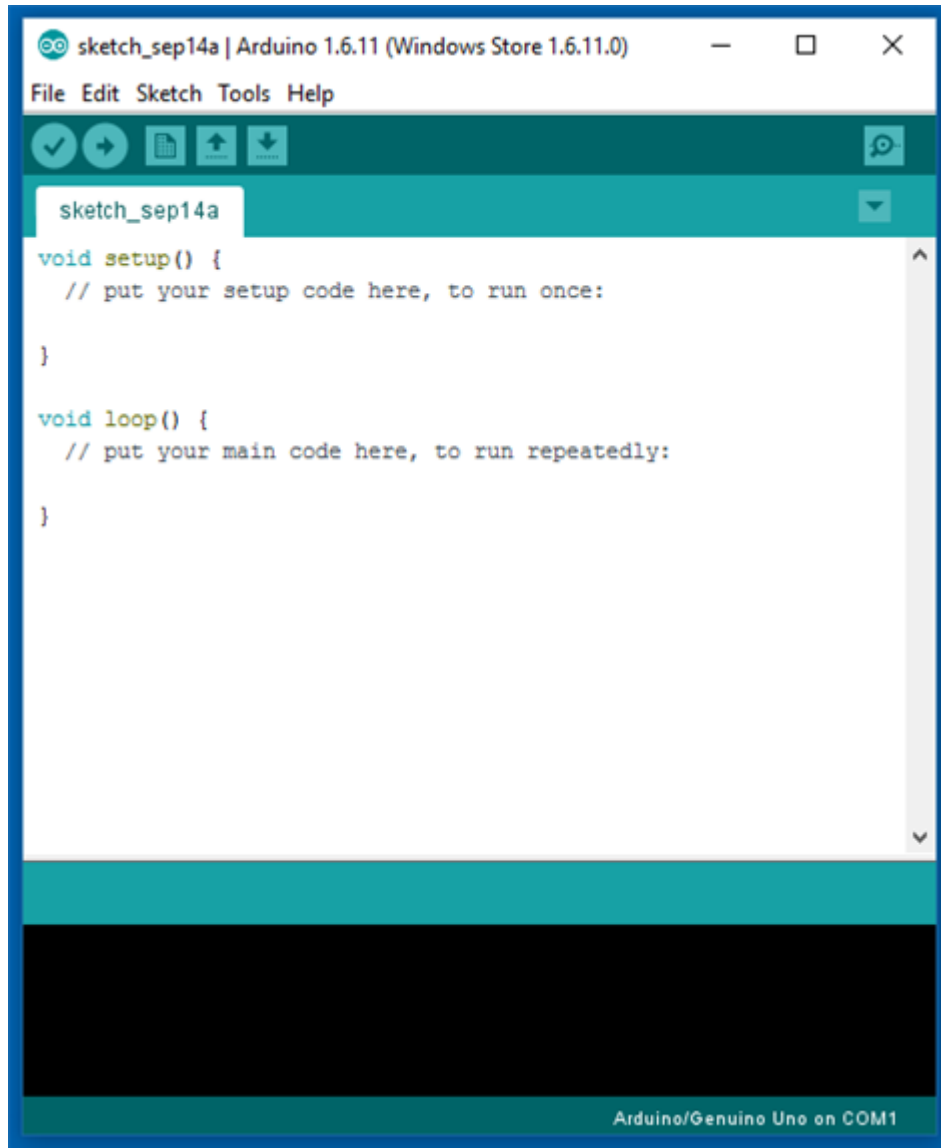 sketch_sep14a | Arduino 1.6.11 (Windows Store 1.6.11.0)
File Edit Sketch Tools Help
sketch_sep14a
void setup() {
  // put your setup code here, to run once:
}
void loop() {
  // put your main code here, to run repeatedly:
}
Arduino/Genuino Uno on COM1